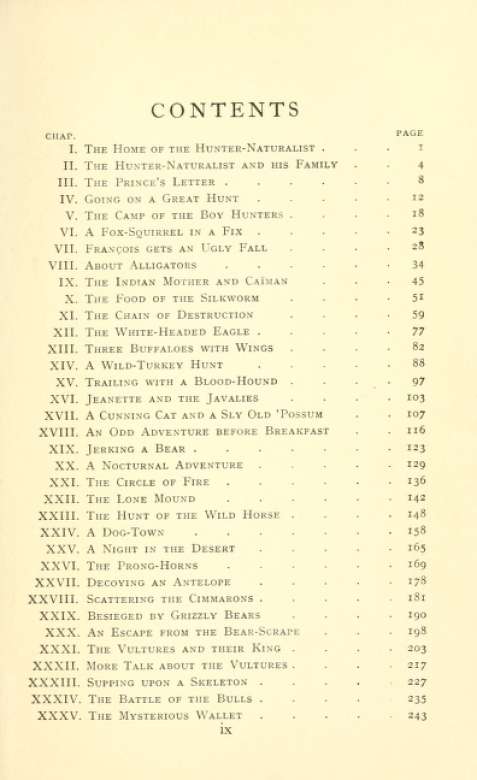 CONTENTS
CHAP. PAGE
I. THE HOME OF THE HUNTER-NATURALIST . . . 1
II. THE HUNTER-NATURALIST AND HIS FAMILY . . 4
III. THE PRINCE'S LETTER . . . . . . 8
IV. GOING ON A GREAT HUNT . . . . . 12
V. THE CAMP OF THE BOY HUNTERS . . . . 18
VI. A FOX-SQUIRREL IN A FIX . . . . . 23
VII. FRANÇOIS GETS AN UGLY FALL . . . . 28
VIII. ABOUT ALLIGATORS . . . . . . 34
IX. THE INDIAN MOTHER AND CAÏMAN . . . 45
X. THE FOOD OF THE SILKWORM . . . . 51
XI. THE CHAIN OF DESTRUCTION . . . . 59
XII. THE WHITE-HEADED EAGLE . . . . . 77
XIII. THREE BUFFALOES WITH WINGS . . . . 82
XIV. A WILD-TURKEY HUNT . . . . . 88
XV. TRAILING WITH A BLOOD-HOUND . . . . 97
XVI. JEANETTE AND THE JAVALIES . . . . 103
XVII. A CUNNING CAT AND A SLY OLD 'POSSUM . . 107
XVIII. AN ODD ADVENTURE BEFORE BREAKFAST . . 116
XIX. JERKING A BEAR . . . . . . . 123
XX. A NOCTURNAL ADVENTURE . . . . . 129
XXI. THE CIRCLE OF FIRE . . . . . . 136
XXII. THE LONE MOUND . . . . . . 142
XXIII. THE HUNT OF THE WILD HORSE . . . . 148
XXIV. A DOG-TOWN . . . . . . . 158
XXV. A NIGHT IN THE DESERT . . . . . 165
XXVI. THE PRONG-HORNS . . . . . . 169
XXVII. DECOYING AN ANTELOPE . . . . . 178
XXVIII. SCATTERING THE CIMMARONS . . . . . 181
XXIX. BESIEGED BY GRIZZLY BEARS . . . . 190
XXX. AN ESCAPE FROM THE BEAR-SCRAPE . . . 198
XXXI. THE VULTURES AND THEIR KING . . . . 203
XXXII. MORE TALK ABOUT THE VULTURES . . . . 217
XXXIII. SUPPING UPON A SKELETON . . . . . 227
XXXIV. THE BATTLE OF THE BULLS . . . . . 235
XXXV. THE MYSTERIOUS WALLET . . . . . 243
ix